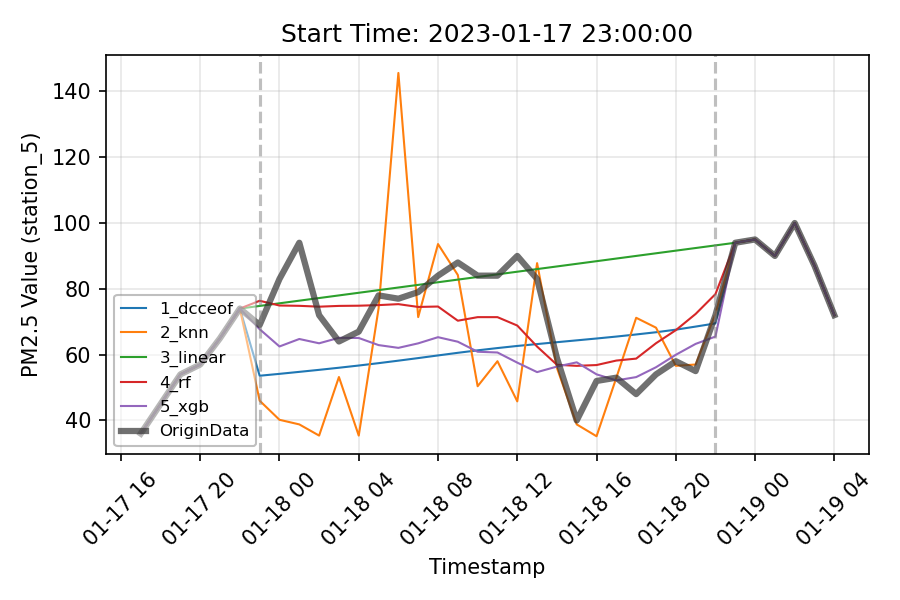 Start Time: 2023-01-17 23:00:00
PM2.5 Value (station_5)
140
120
100
80
60
40
1_dcceof
2_knn
3_linear
4_rf
5_xgb
OriginData
01-17 16
01-17 20
01-18 00
01-18 04
01-18 08
01-18 12
01-18 16
01-18 20
01-19 00
01-19 04
Timestamp